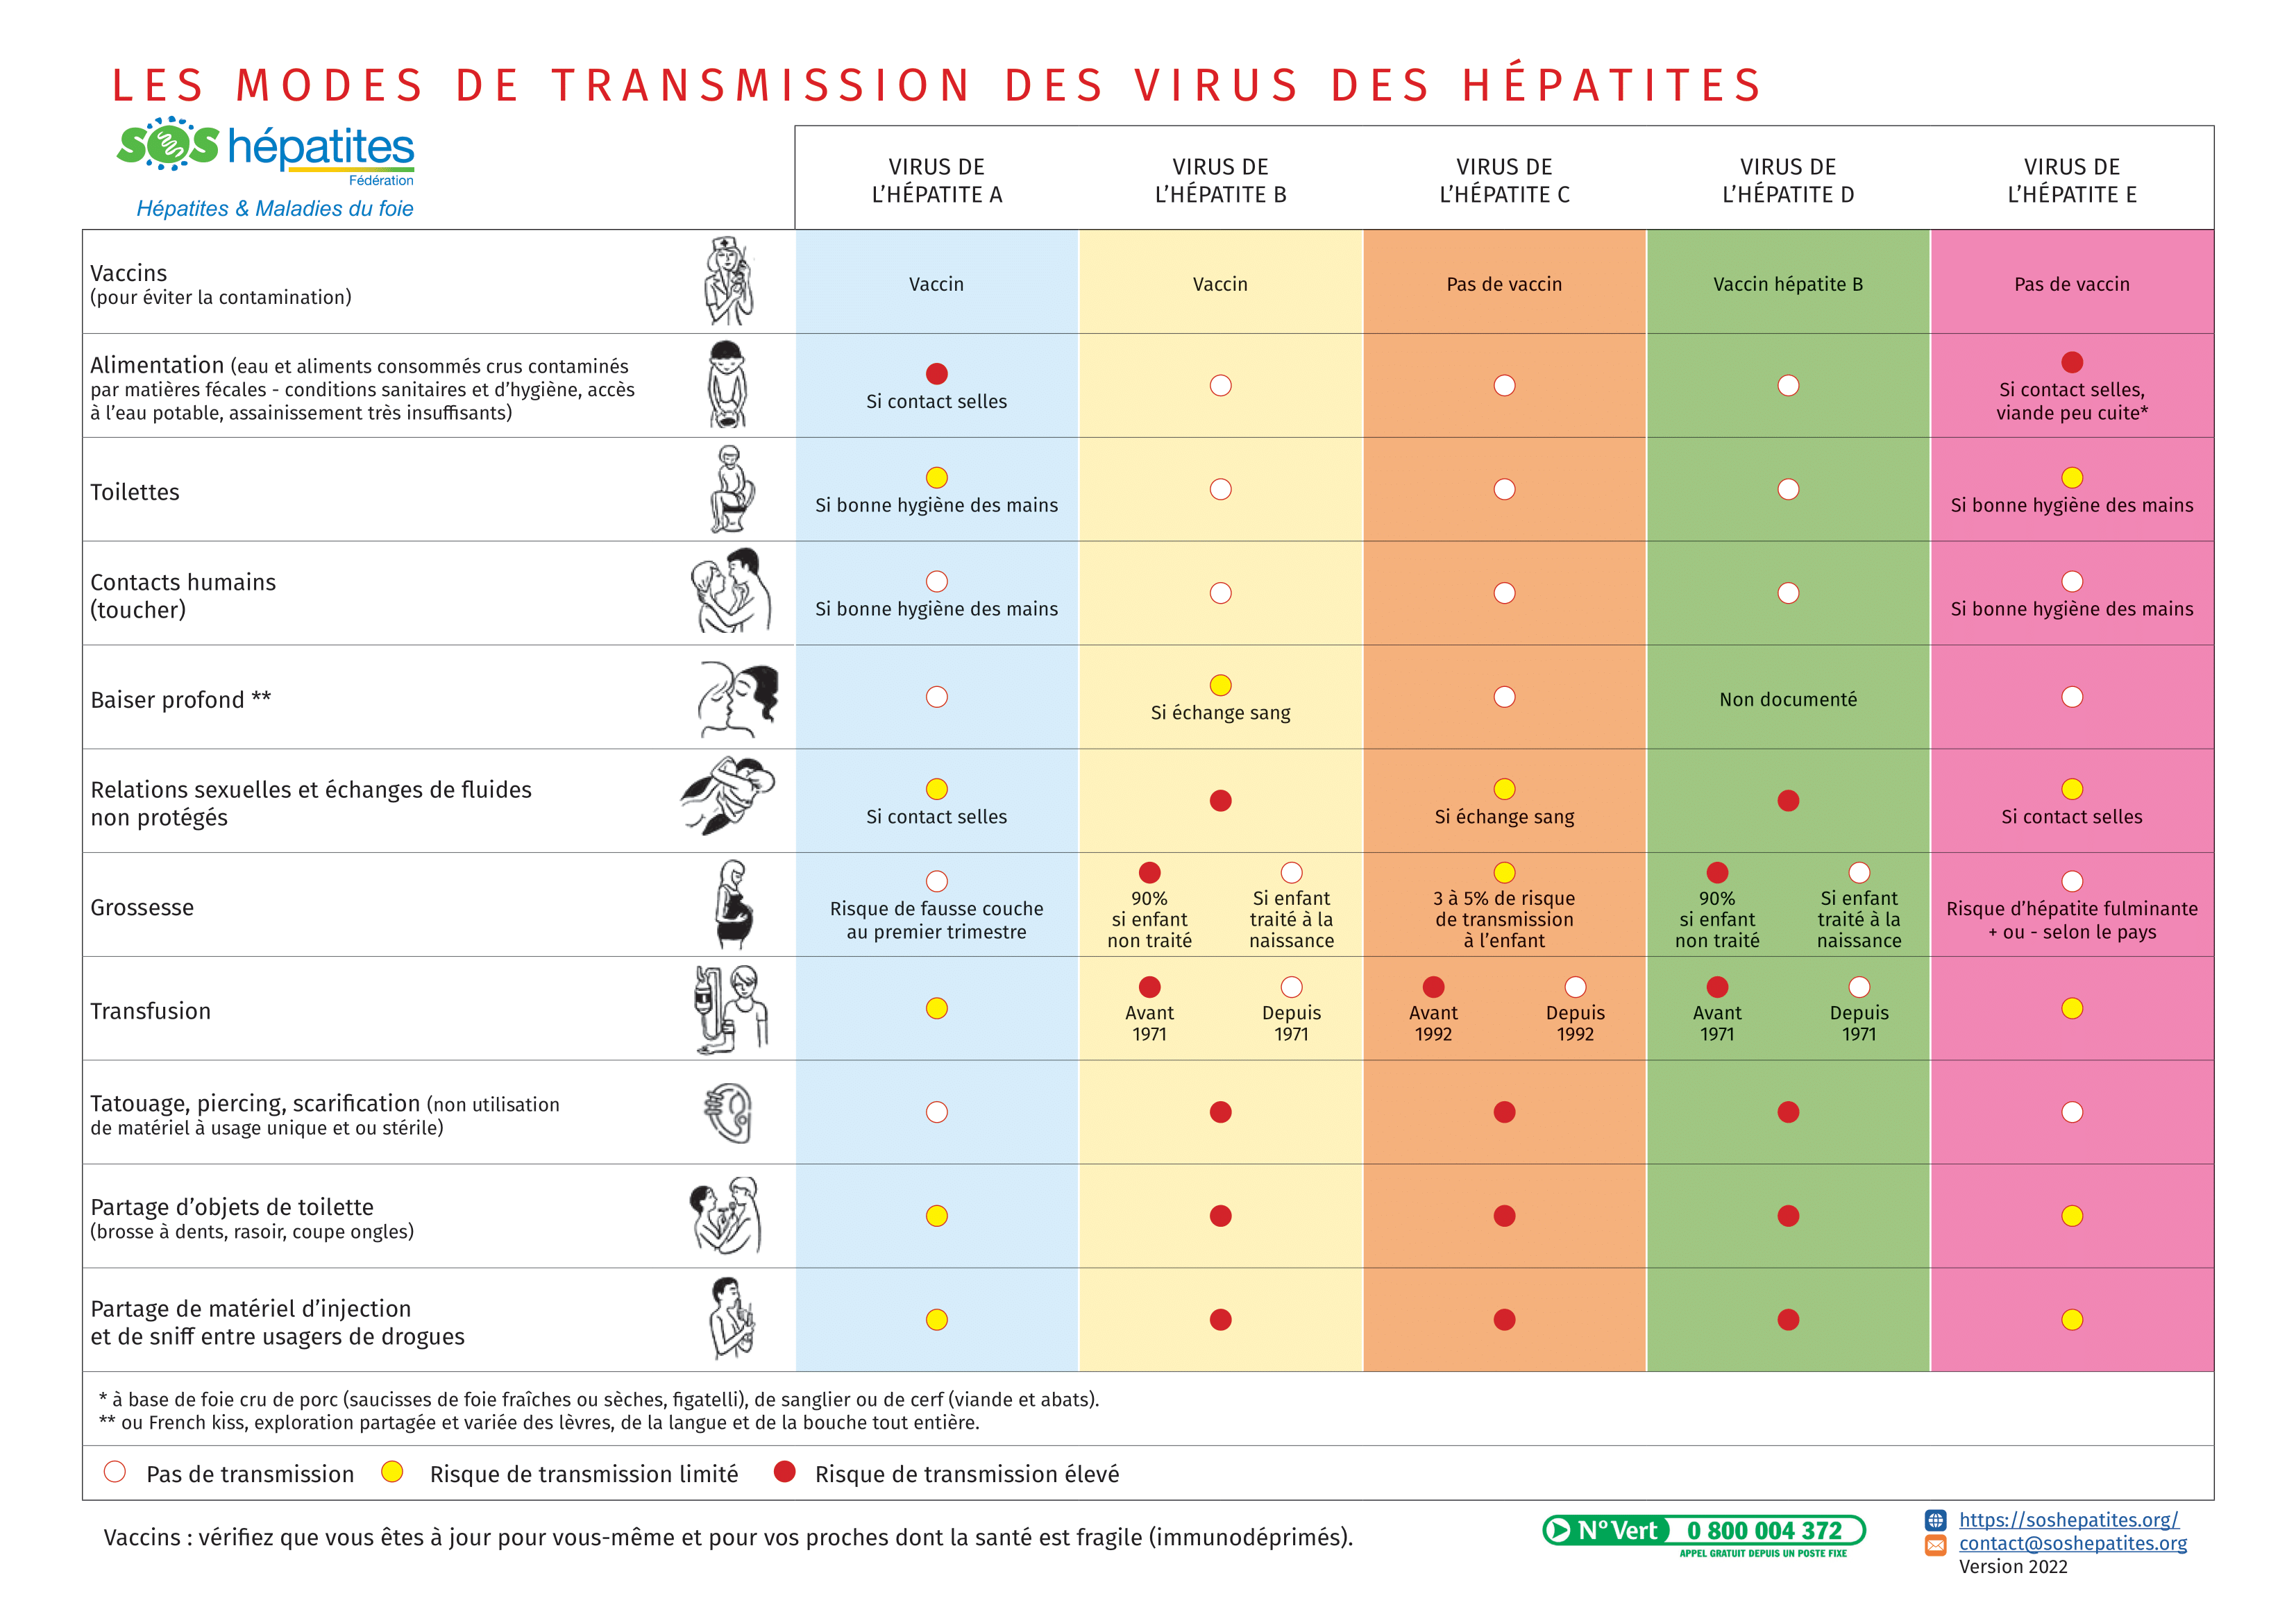 LES MODES DE TRANSMISSION DES VIRUS DES HÉPATITES
SOS hépatites
Fédération
Hépatites & Maladies du foie
VIRUS DE
L'HÉPATITE A
VIRUS DE
L'HÉPATITE B
VIRUS DE
L'HÉPATITE C
VIRUS DE
L'HÉPATITE D
VIRUS DE
L'HÉPATITE E
Vaccins
(pour éviter la contamination)
Vaccin
Vaccin
Pas de vaccin
Vaccin hépatite B
Pas de vaccin
Alimentation (eau et aliments consommés crus contaminés
par matières fécales - conditions sanitaires et d'hygiène, accès
à l'eau potable, assainissement très insuffisants)
Si contact selles
Si contact selles,
viande peu cuite*
Toilettes
Si bonne hygiène des mains
Si bonne hygiène des mains
Contacts humains
(toucher)
Si bonne hygiène des mains
Si bonne hygiène des mains
Baiser profond **
Si échange sang
Non documenté
Relations sexuelles et échanges de fluides
non protégés
Si contact selles
Si échange sang
Si contact selles
Grossesse
Risque de fausse couche
au premier trimestre
90%
si enfant
non traité
Si enfant
traité à la
naissance
3 à 5% de risque
de transmission
à l'enfant
90%
si enfant
non traité
Si enfant
traité à la
naissance
Risque d'hépatite fulminante
+ ou - selon le pays
Transfusion
Avant
1971
Depuis
1971
Avant
1992
Depuis
1992
Avant
1971
Depuis
1971
Tatouage, piercing, scarification (non utilisation
de matériel à usage unique et ou stérile)
Partage d'objets de toilette
(brosse à dents, rasoir, coupe ongles)
Partage de matériel d'injection
et de sniff entre usagers de drogues
* à base de foie cru de porc (saucisses de foie fraîches ou sèches, figatelli), de sanglier ou de cerf (viande et abats).
** ou French kiss, exploration partagée et variée des lèvres, de la langue et de la bouche tout entière.
Pas de transmission Risque de transmission limité Risque de transmission élevé
Vaccins : vérifiez que vous êtes à jour pour vous-même et pour vos proches dont la santé est fragile (immunodéprimés).
N° Vert 0 800 004 372
APPEL GRATUIT DEPUIS UN POSTE FIXE
https://soshepatites.org/
contact@soshepatites.org
Version 2022